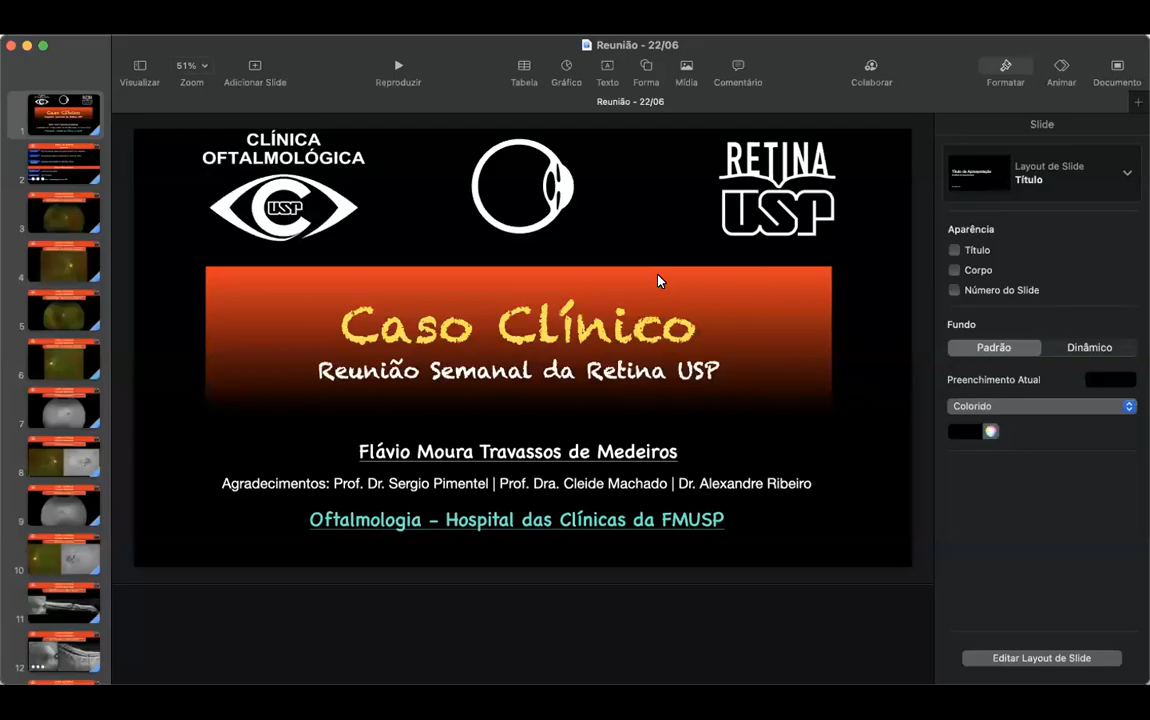 Reunião - 22/06
51%
Visualizar
Zoom
Adicionar Slide
Reproduzir
Tabela
Gráfico
Texto
Forma
Mídia
Comentário
Colaborar
Formatar
Animar
Documento
Reunião - 22/06
Slide
Layout de Slide
Título
Aparência
Título
Corpo
Número do Slide
Fundo
Padrão
Dinâmico
Preenchimento Atual
Colorido
Editar Layout de Slide
CLÍNICA
OFTALMOLÓGICA
USP
RETINA
USP
Caso Clínico
Reunião Semanal da Retina USP
Flávio Moura Travassos de Medeiros
Agradecimentos: Prof. Dr. Sergio Pimentel | Prof. Dra. Cleide Machado | Dr. Alexandre Ribeiro
Oftalmologia - Hospital das Clínicas da FMUSP
Caso Clínico
1
2
3
4
5
6
7
8
9
10
11
12